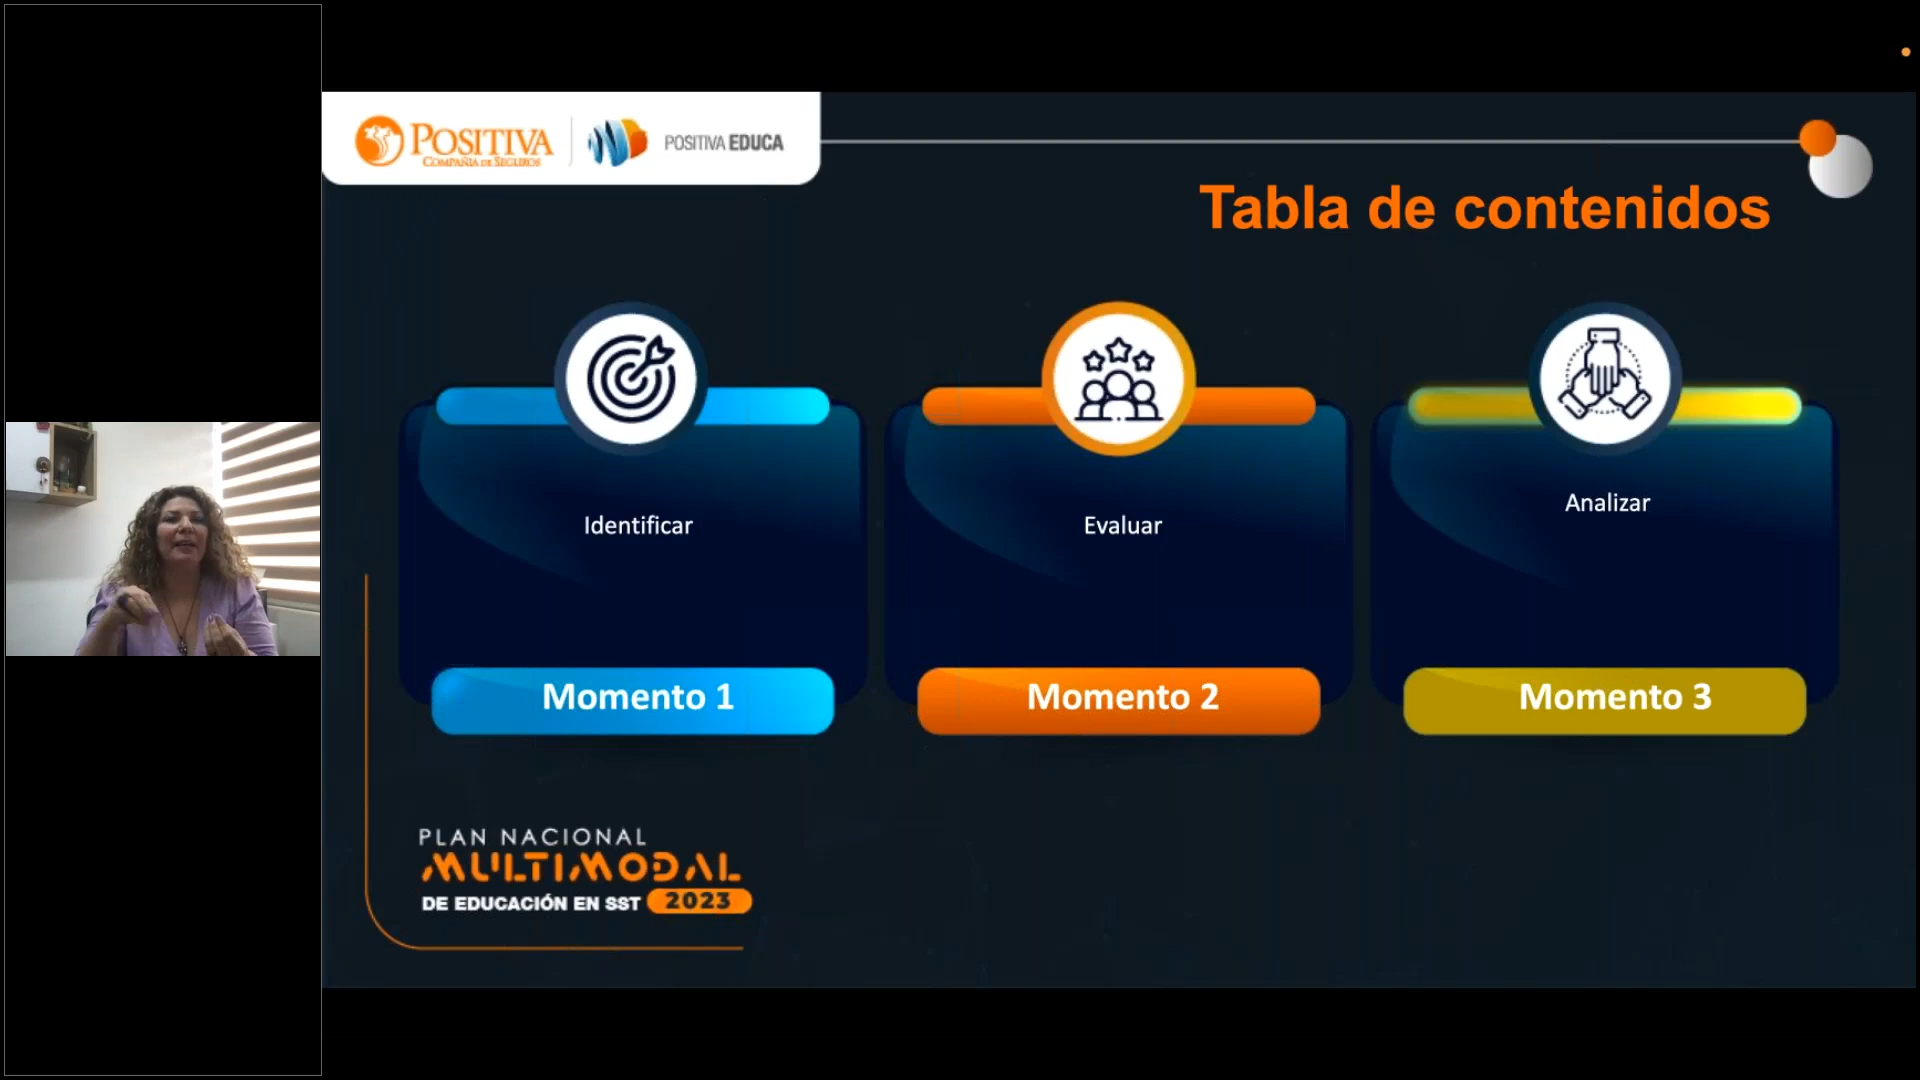 POSITIVA
COMPAÑIA DE SEGUROS
POSITIVA EDUCA
Tabla de contenidos
Identificar
Evaluar
Analizar
Momento 1
Momento 2
Momento 3
PLAN NACIONAL
MULTIMODAL
DE EDUCACIÓN EN SST 2023